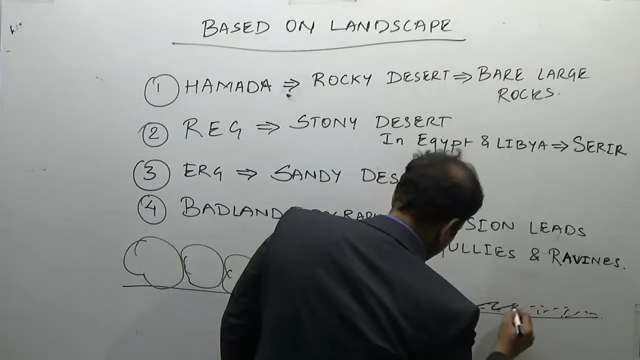 BASED ON LANDSCAPE
1 HAMADA ⇒ ROCKY DESERT ⇒ BARE LARGE
ROCKS.
2 REG ⇒ STONY DESERT
In Egypt & LIBYA ⇒ SERIR
3 ERG ⇒ SANDY DES
4 BADLAND SION LEADS
ULLIES & RAVINES.